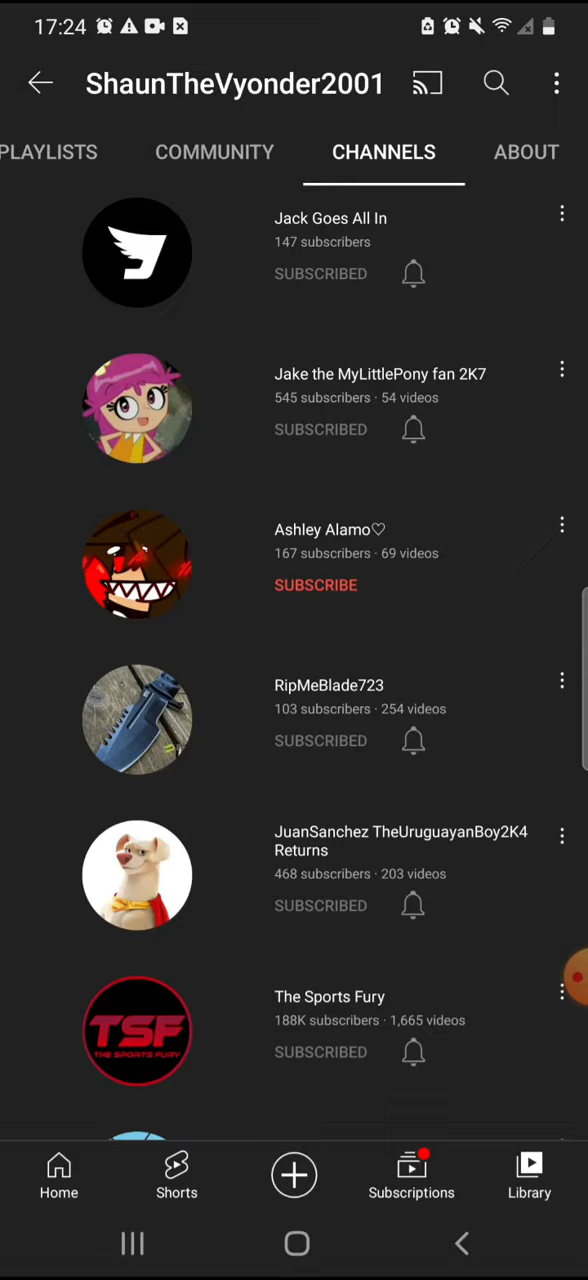 17:24
ShaunTheVyonder2001
PLAYLISTS COMMUNITY CHANNELS ABOUT
Jack Goes All In
147 subscribers
SUBSCRIBED
Jake the MyLittlePony fan 2K7
545 subscribers · 54 videos
SUBSCRIBED
Ashley Alamo♡
167 subscribers · 69 videos
SUBSCRIBE
RipMeBlade723
103 subscribers · 254 videos
SUBSCRIBED
JuanSanchez TheUruguayanBoy2K4
Returns
468 subscribers · 203 videos
SUBSCRIBED
TSF
THE SPORTS FURY
The Sports Fury
188K subscribers · 1,665 videos
SUBSCRIBED
Home Shorts Subscriptions Library